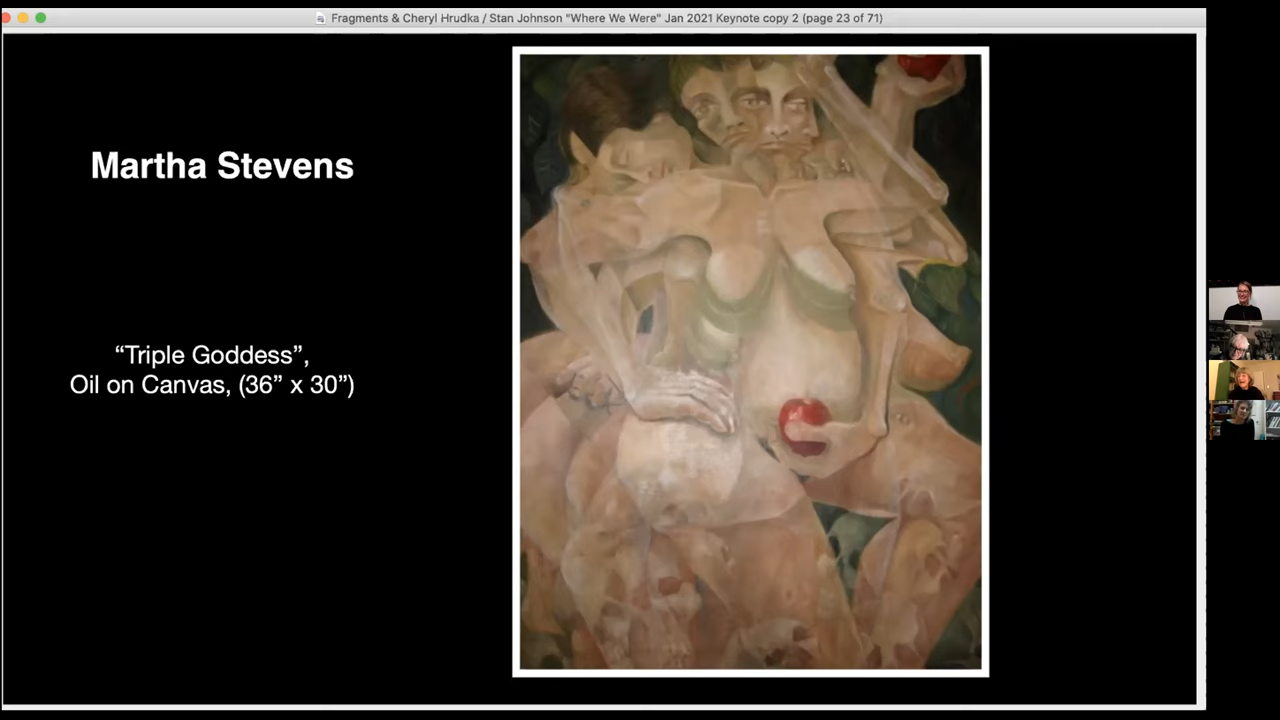 Fragments & Cheryl Hrudka / Stan Johnson "Where We Were" Jan 2021 Keynote copy 2 (page 23 of 71)
Martha Stevens
“Triple Goddess”,
Oil on Canvas, (36” x 30”)